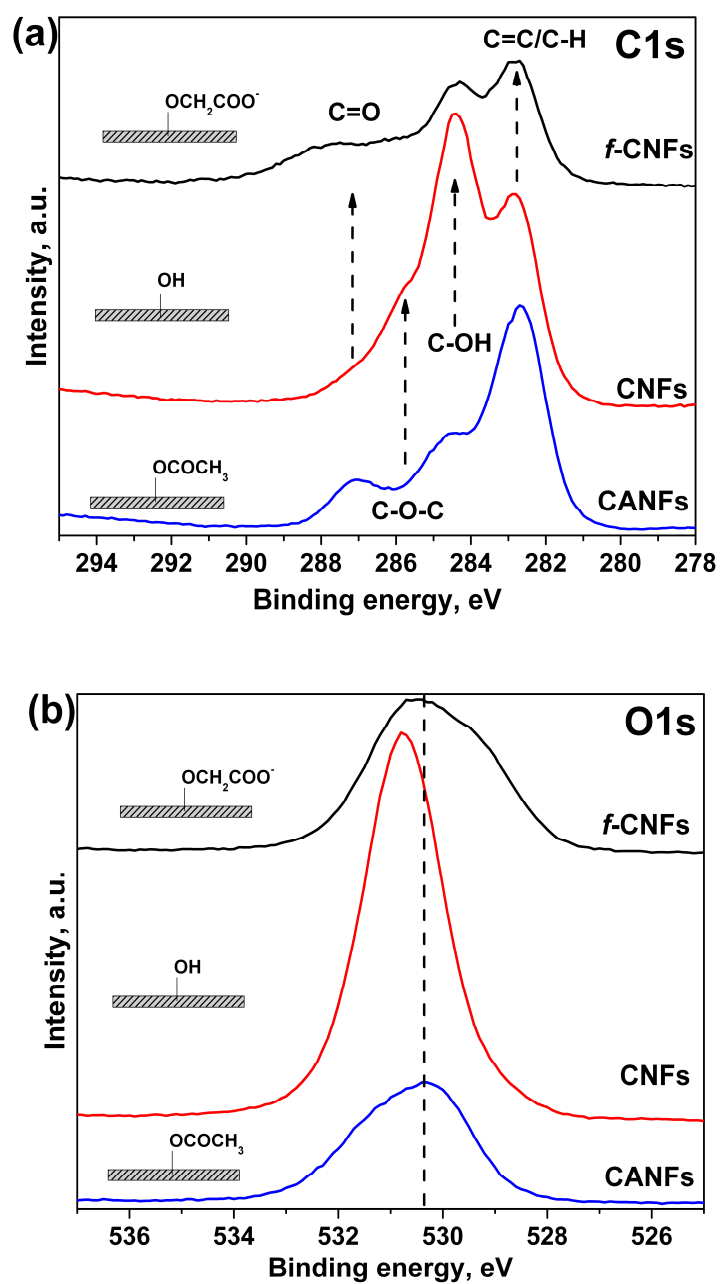 (a)
C1s
C=C/C-H
OCH₂COO⁻
C=O
f-CNFs
OH
C-OH
CNFs
OCOCH₃
C-O-C
CANFs
Intensity, a.u.
294 292 290 288 286 284 282 280 278
Binding energy, eV
(b)
O1s
OCH₂COO⁻
f-CNFs
OH
CNFs
OCOCH₃
CANFs
Intensity, a.u.
536 534 532 530 528 526
Binding energy, eV